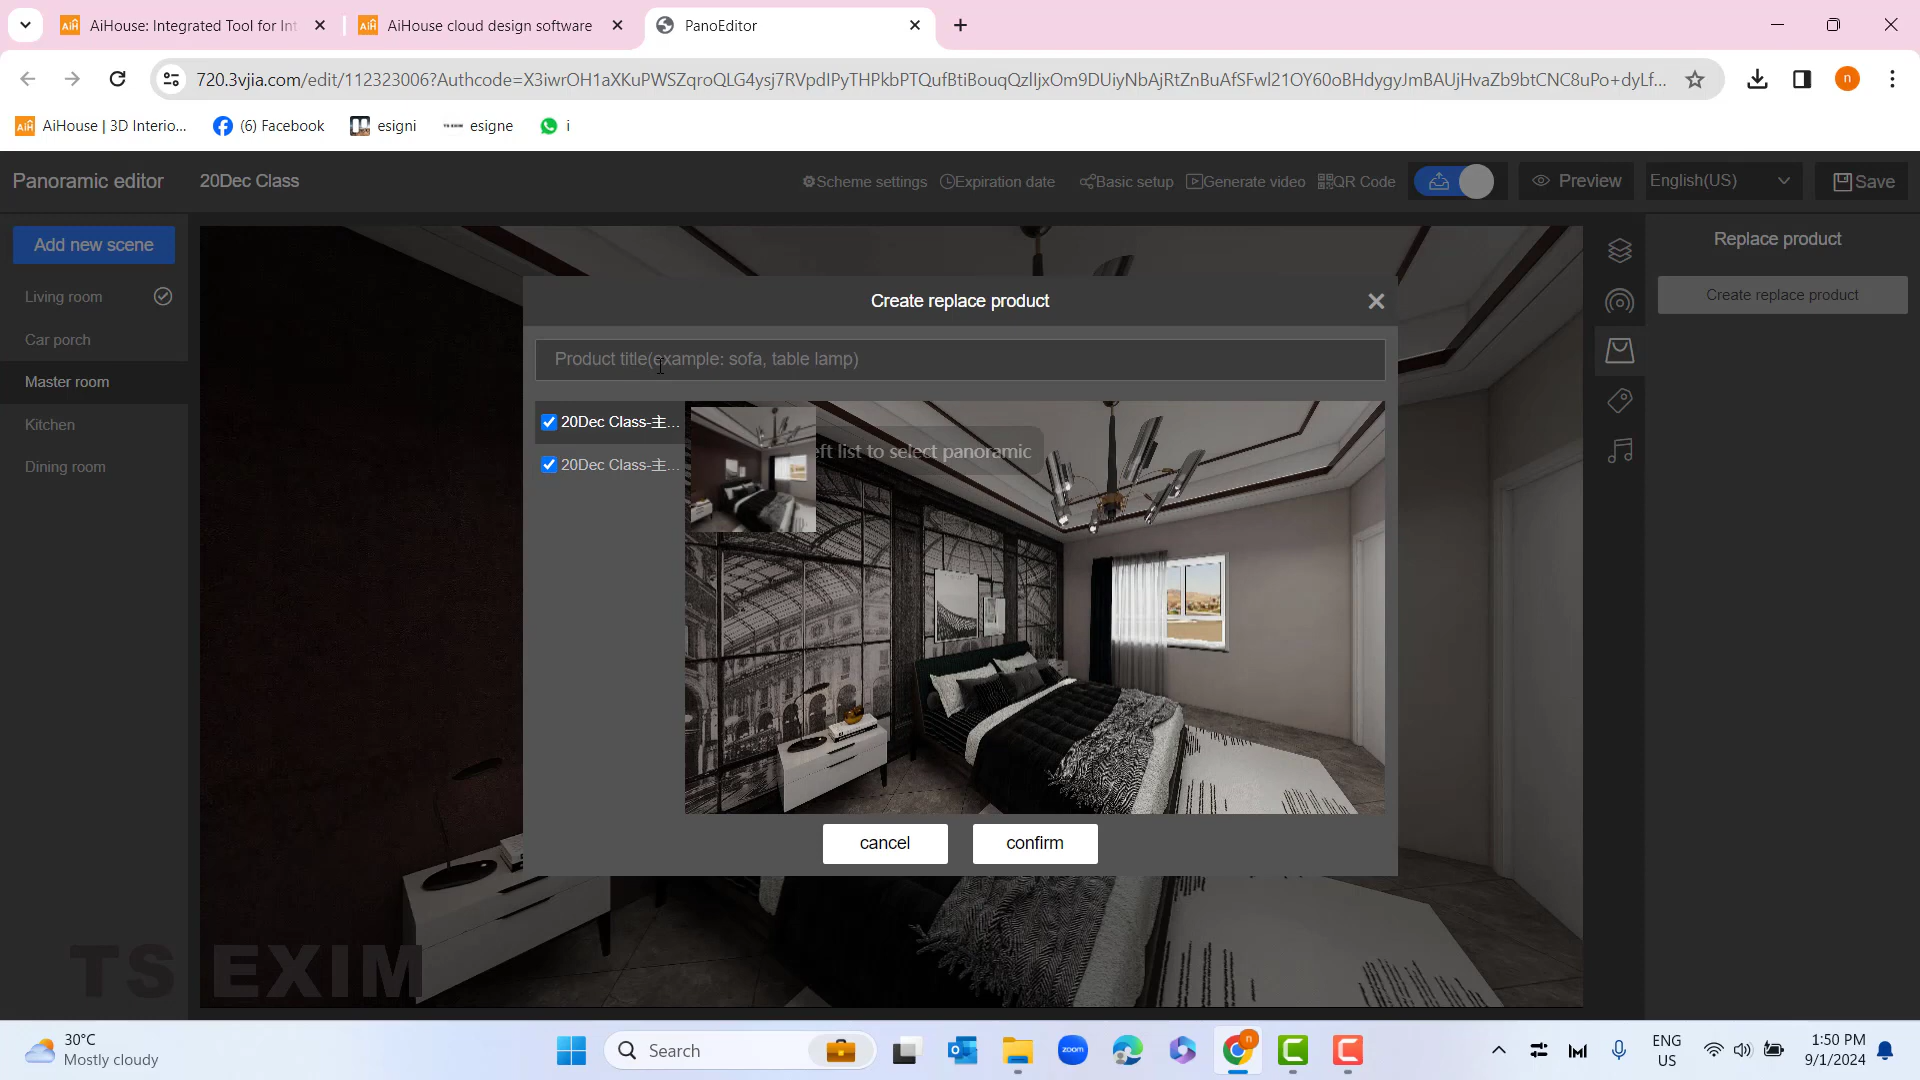 AiHouse: Integrated Tool for Int
AiHouse cloud design software
PanoEditor
720.3vjia.com/edit/112323006?Authcode=X3iwrOH1aXKuPWSZqroQLG4ysj7RVpdIPyTHPkbPTQufBtiBouqQzlIjxOm9DUiyNbAjRtZnBuAfSFwl21OY60oBHdygyJmBAUjHvaZb9btCNC8uPo+dyLf...
n
AiHouse | 3D Interio...
(6) Facebook
esigni
esigne
i
Panoramic editor
20Dec Class
Scheme settings
Expiration date
Basic setup
Generate video
QR Code
Preview
English(US)
Save
Add new scene
Living room
Car porch
Master room
Kitchen
Dining room
Replace product
Create replace product
Create replace product
Product title(example: sofa, table lamp)
20Dec Class-主...
20Dec Class-主...
eft list to select panoramic
cancel
confirm
TS EXIM
30°C
Mostly cloudy
Search
zoom
n
ENG
US
1:50 PM
9/1/2024